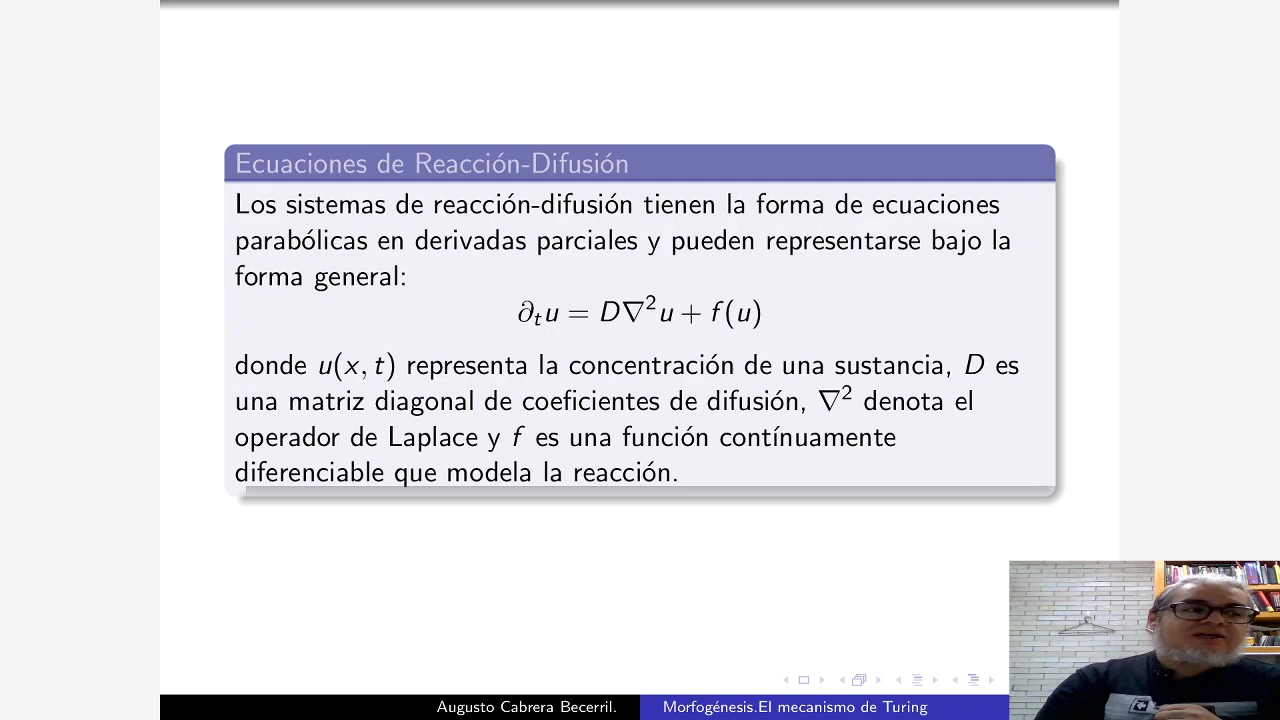 Ecuaciones de Reacción-Difusión
Los sistemas de reacción-difusión tienen la forma de ecuaciones
parabólicas en derivadas parciales y pueden representarse bajo la
forma general:
∂ₜu = D∇²u + f(u)
donde u(x, t) representa la concentración de una sustancia, D es
una matriz diagonal de coeficientes de difusión, ∇² denota el
operador de Laplace y f es una función contínuamente
diferenciable que modela la reacción.
Augusto Cabrera Becerril.
Morfogénesis.El mecanismo de Turing